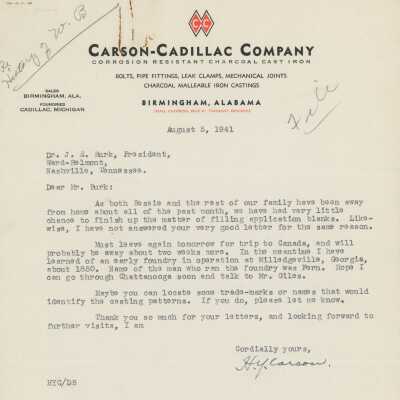 History of W. B
CC
CARSON-CADILLAC COMPANY
CORROSION RESISTANT CHARCOAL CAST IRON
BOLTS, PIPE FITTINGS, LEAK CLAMPS, MECHANICAL JOINTS
CHARCOAL MALLEABLE IRON CASTINGS
SALES
BIRMINGHAM, ALA.
FOUNDRIES
CADILLAC, MICHIGAN
BIRMINGHAM, ALABAMA
File
August 5, 1941
Dr. J. E. Burk, President,
Ward-Belmont,
Nashville, Tennessee.
Dear Mr. Burk:
As both Bessie and the rest of our family have been away
from home about all of the past month, we have had very little
chance to finish up the matter of filling application blanks. Like-
wise, I have not answered your very good letter for the same reason.
Must leave again tomorrow for trip to Canada, and will
probably be away about two weeks more. In the meantime I have
learned of an early foundry in operation at Milledgeville, Georgia,
about 1850. Name of the man who ran the foundry was Fern. Hope I
can go through Chattanooga soon and talk to Mr. Giles.
Maybe you can locate some trade-marks or names that would
identify the casting patterns. If you do, please let me know.
Thank you so much for your letters, and looking forward to
further visits, I am
Cordially yours,
H.Y. Carson.
HYC/DS